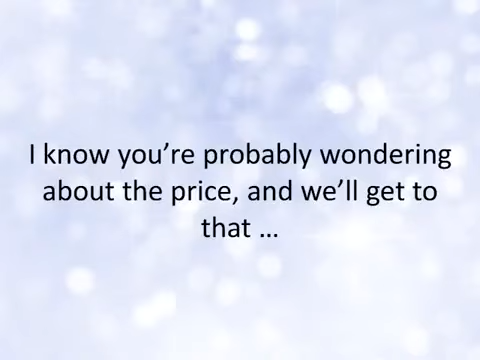 I know you’re probably wondering
about the price, and we’ll get to
that …